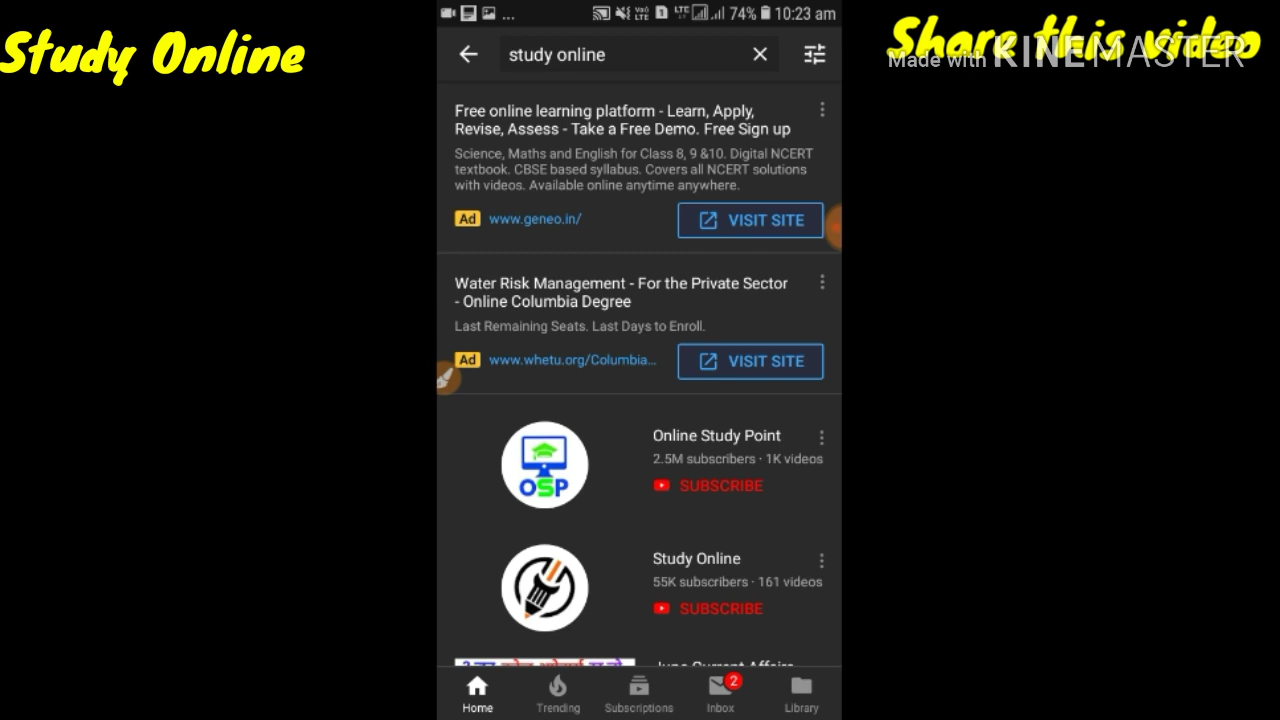 Study Online
Share this video
Made with KINEMASTER
74% 10:23 am
study online
Free online learning platform - Learn, Apply,
Revise, Assess - Take a Free Demo. Free Sign up
Science, Maths and English for Class 8, 9 &10. Digital NCERT
textbook. CBSE based syllabus. Covers all NCERT solutions
with videos. Available online anytime anywhere.
Ad www.geneo.in/ VISIT SITE
Water Risk Management - For the Private Sector
- Online Columbia Degree
Last Remaining Seats. Last Days to Enroll.
Ad www.whetu.org/Columbia... VISIT SITE
OSP
Online Study Point
2.5M subscribers · 1K videos
SUBSCRIBE
Study Online
55K subscribers · 161 videos
SUBSCRIBE
June Current Affairs
2
Home Trending Subscriptions Inbox Library